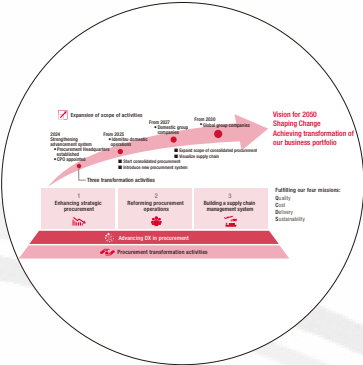 Expansion of scope of activities
Vision for 2050
Shaping Change
Achieving transformation of
our business portfolio
From 2030
• Global group companies
From 2027
• Domestic group
companies
From 2025
operations
2024
Strengthening
advancement system
• Procurement Headquarters
established
• CPO appointed
■ Expand scope of consolidated procurement
■ Visualize supply chain
■ Start consolidated procurement
■ Introduce new procurement system
Three transformation activities
1
Enhancing strategic
procurement
2
Reforming procurement
operations
3
Building a supply chain
management system
Fulfilling our four missions:
Quality
Cost
Delivery
Sustainability
Advancing DX in procurement
Procurement transformation activities